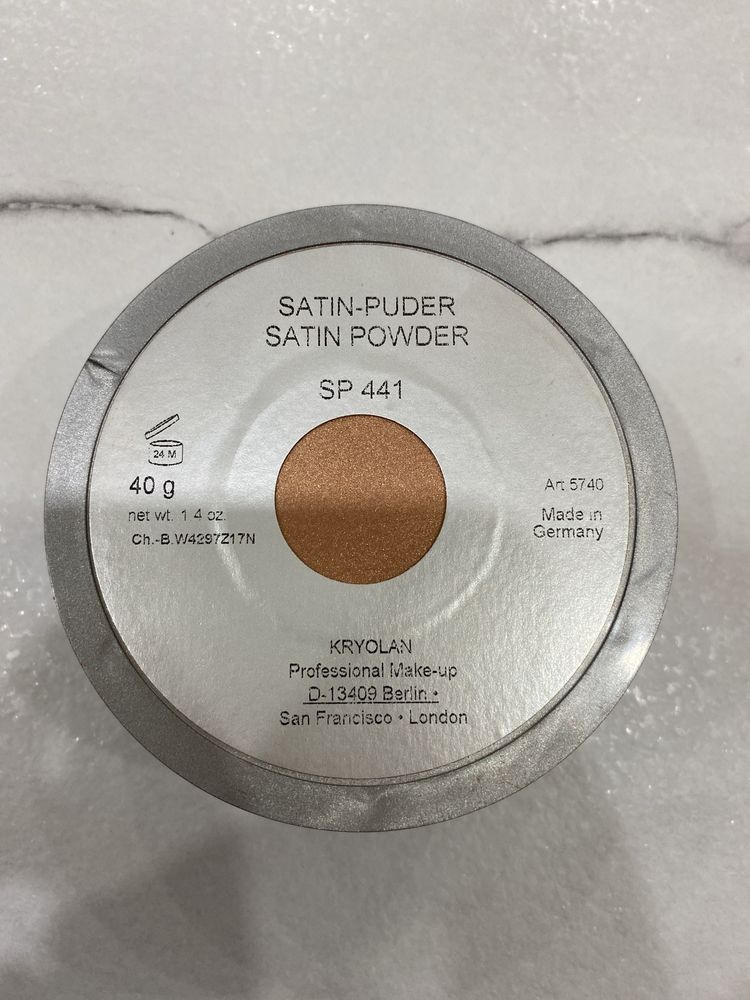 SATIN-PUDER
SATIN POWDER
SP 441
24 M
40 g
net wt. 1.4 oz.
Ch.-B.W4297Z17N
Art 5740
Made in
Germany
KRYOLAN
Professional Make-up
D-13409 Berlin •
San Francisco • London